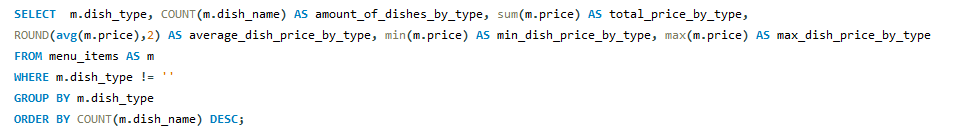 SELECT  m.dish_type, COUNT(m.dish_name) AS amount_of_dishes_by_type, sum(m.price) AS total_price_by_type,
ROUND(avg(m.price),2) AS average_dish_price_by_type, min(m.price) AS min_dish_price_by_type, max(m.price) AS max_dish_price_by_type
FROM menu_items AS m
WHERE m.dish_type != ''
GROUP BY m.dish_type
ORDER BY COUNT(m.dish_name) DESC;